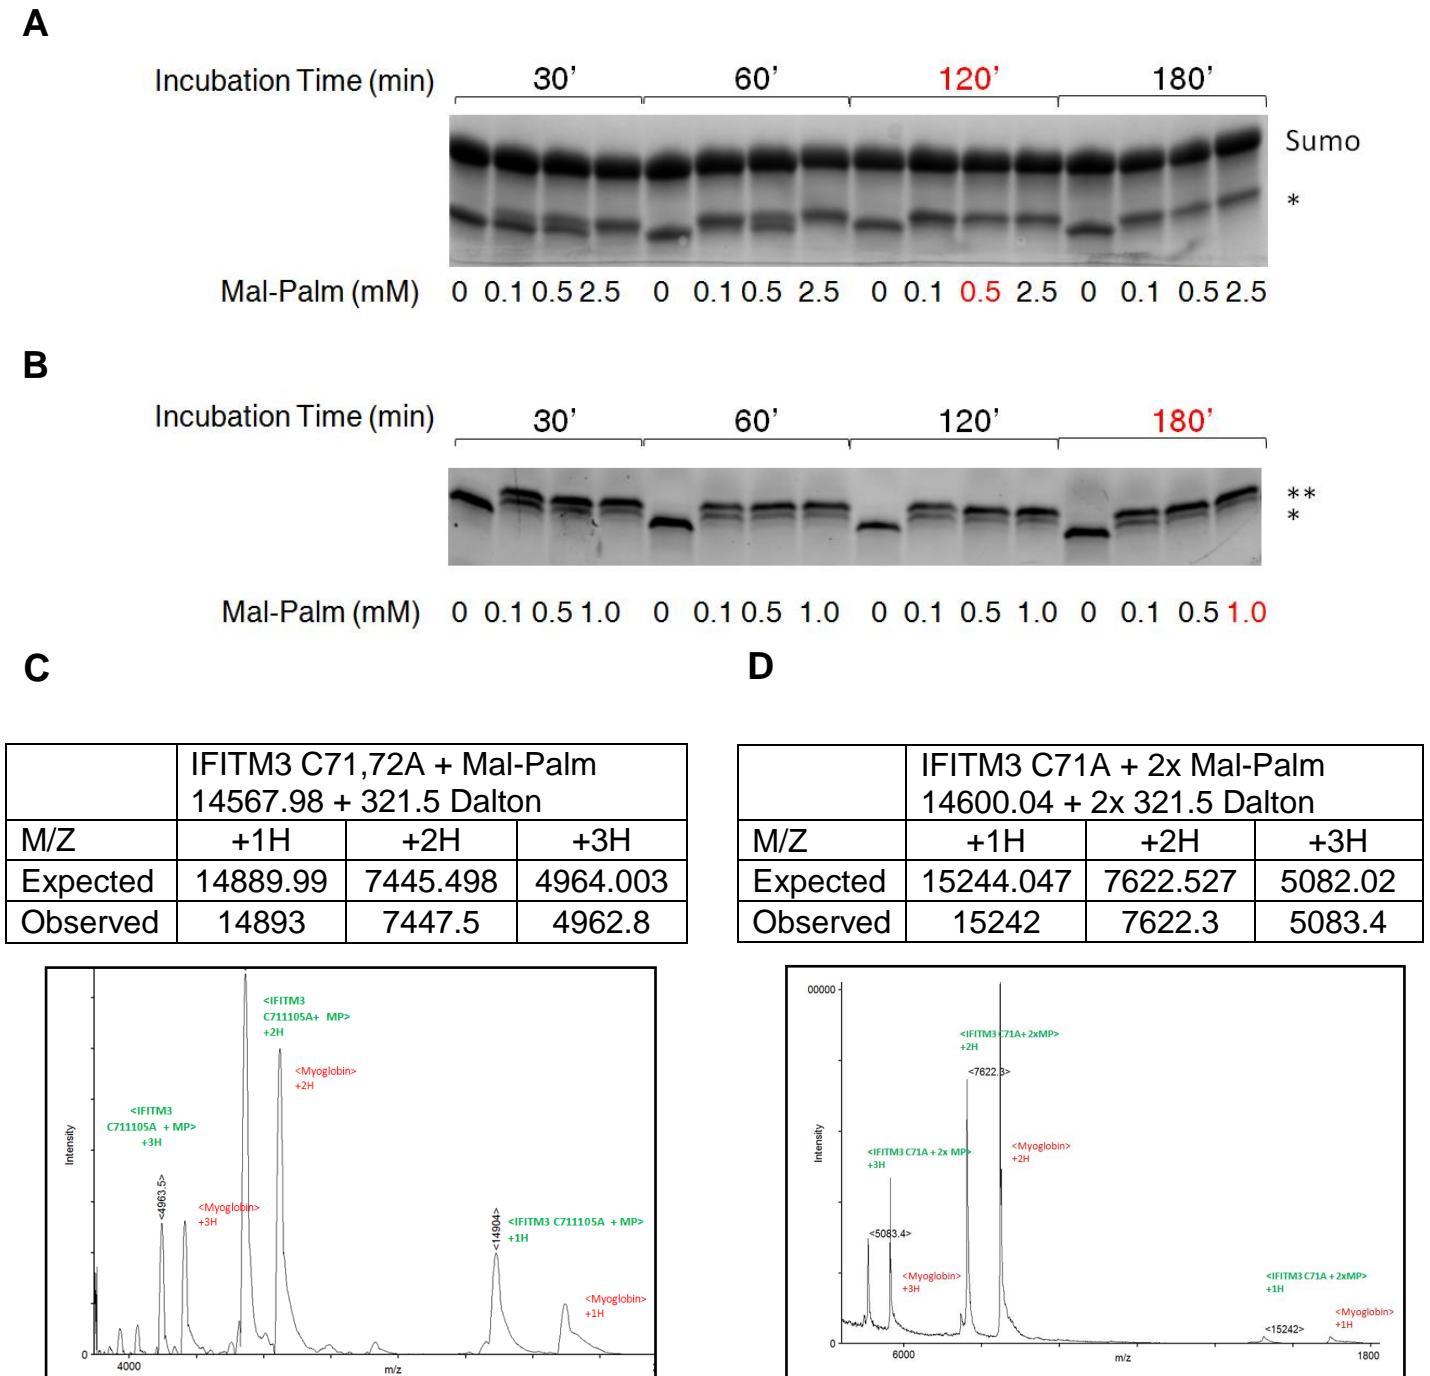 A
Incubation Time (min) 30’ 60’ 120’ 180’
Sumo
*
Mal-Palm (mM) 0 0.1 0.5 2.5 0 0.1 0.5 2.5 0 0.1 0.5 2.5 0 0.1 0.5 2.5
B
Incubation Time (min) 30’ 60’ 120’ 180’
**
*
Mal-Palm (mM) 0 0.1 0.5 1.0 0 0.1 0.5 1.0 0 0.1 0.5 1.0 0 0.1 0.5 1.0
C
IFITM3 C71,72A + Mal-Palm
14567.98 + 321.5 Dalton
M/Z +1H +2H +3H
Expected 14889.99 7445.498 4964.003
Observed 14893 7447.5 4962.8
<IFITM3
C711105A+ MP>
+2H
<Myoglobin>
+2H
<IFITM3
C711105A + MP>
+3H
<4963.5>
<Myoglobin>
+3H
<14904>
<IFITM3 C711105A + MP>
+1H
<Myoglobin>
+1H
Intensity
0
4000
m/z
D
IFITM3 C71A + 2x Mal-Palm
14600.04 + 2x 321.5 Dalton
M/Z +1H +2H +3H
Expected 15244.047 7622.527 5082.02
Observed 15242 7622.3 5083.4
00000
<IFITM3 C71A+ 2xMP>
+2H
<7622.3>
<Myoglobin>
+2H
<IFITM3 C71A + 2x MP>
+3H
<5083.4>
<Myoglobin>
+3H
<IFITM3 C71A + 2xMP>
+1H
<15242>
<Myoglobin>
+1H
Intensity
0
6000
m/z
1800